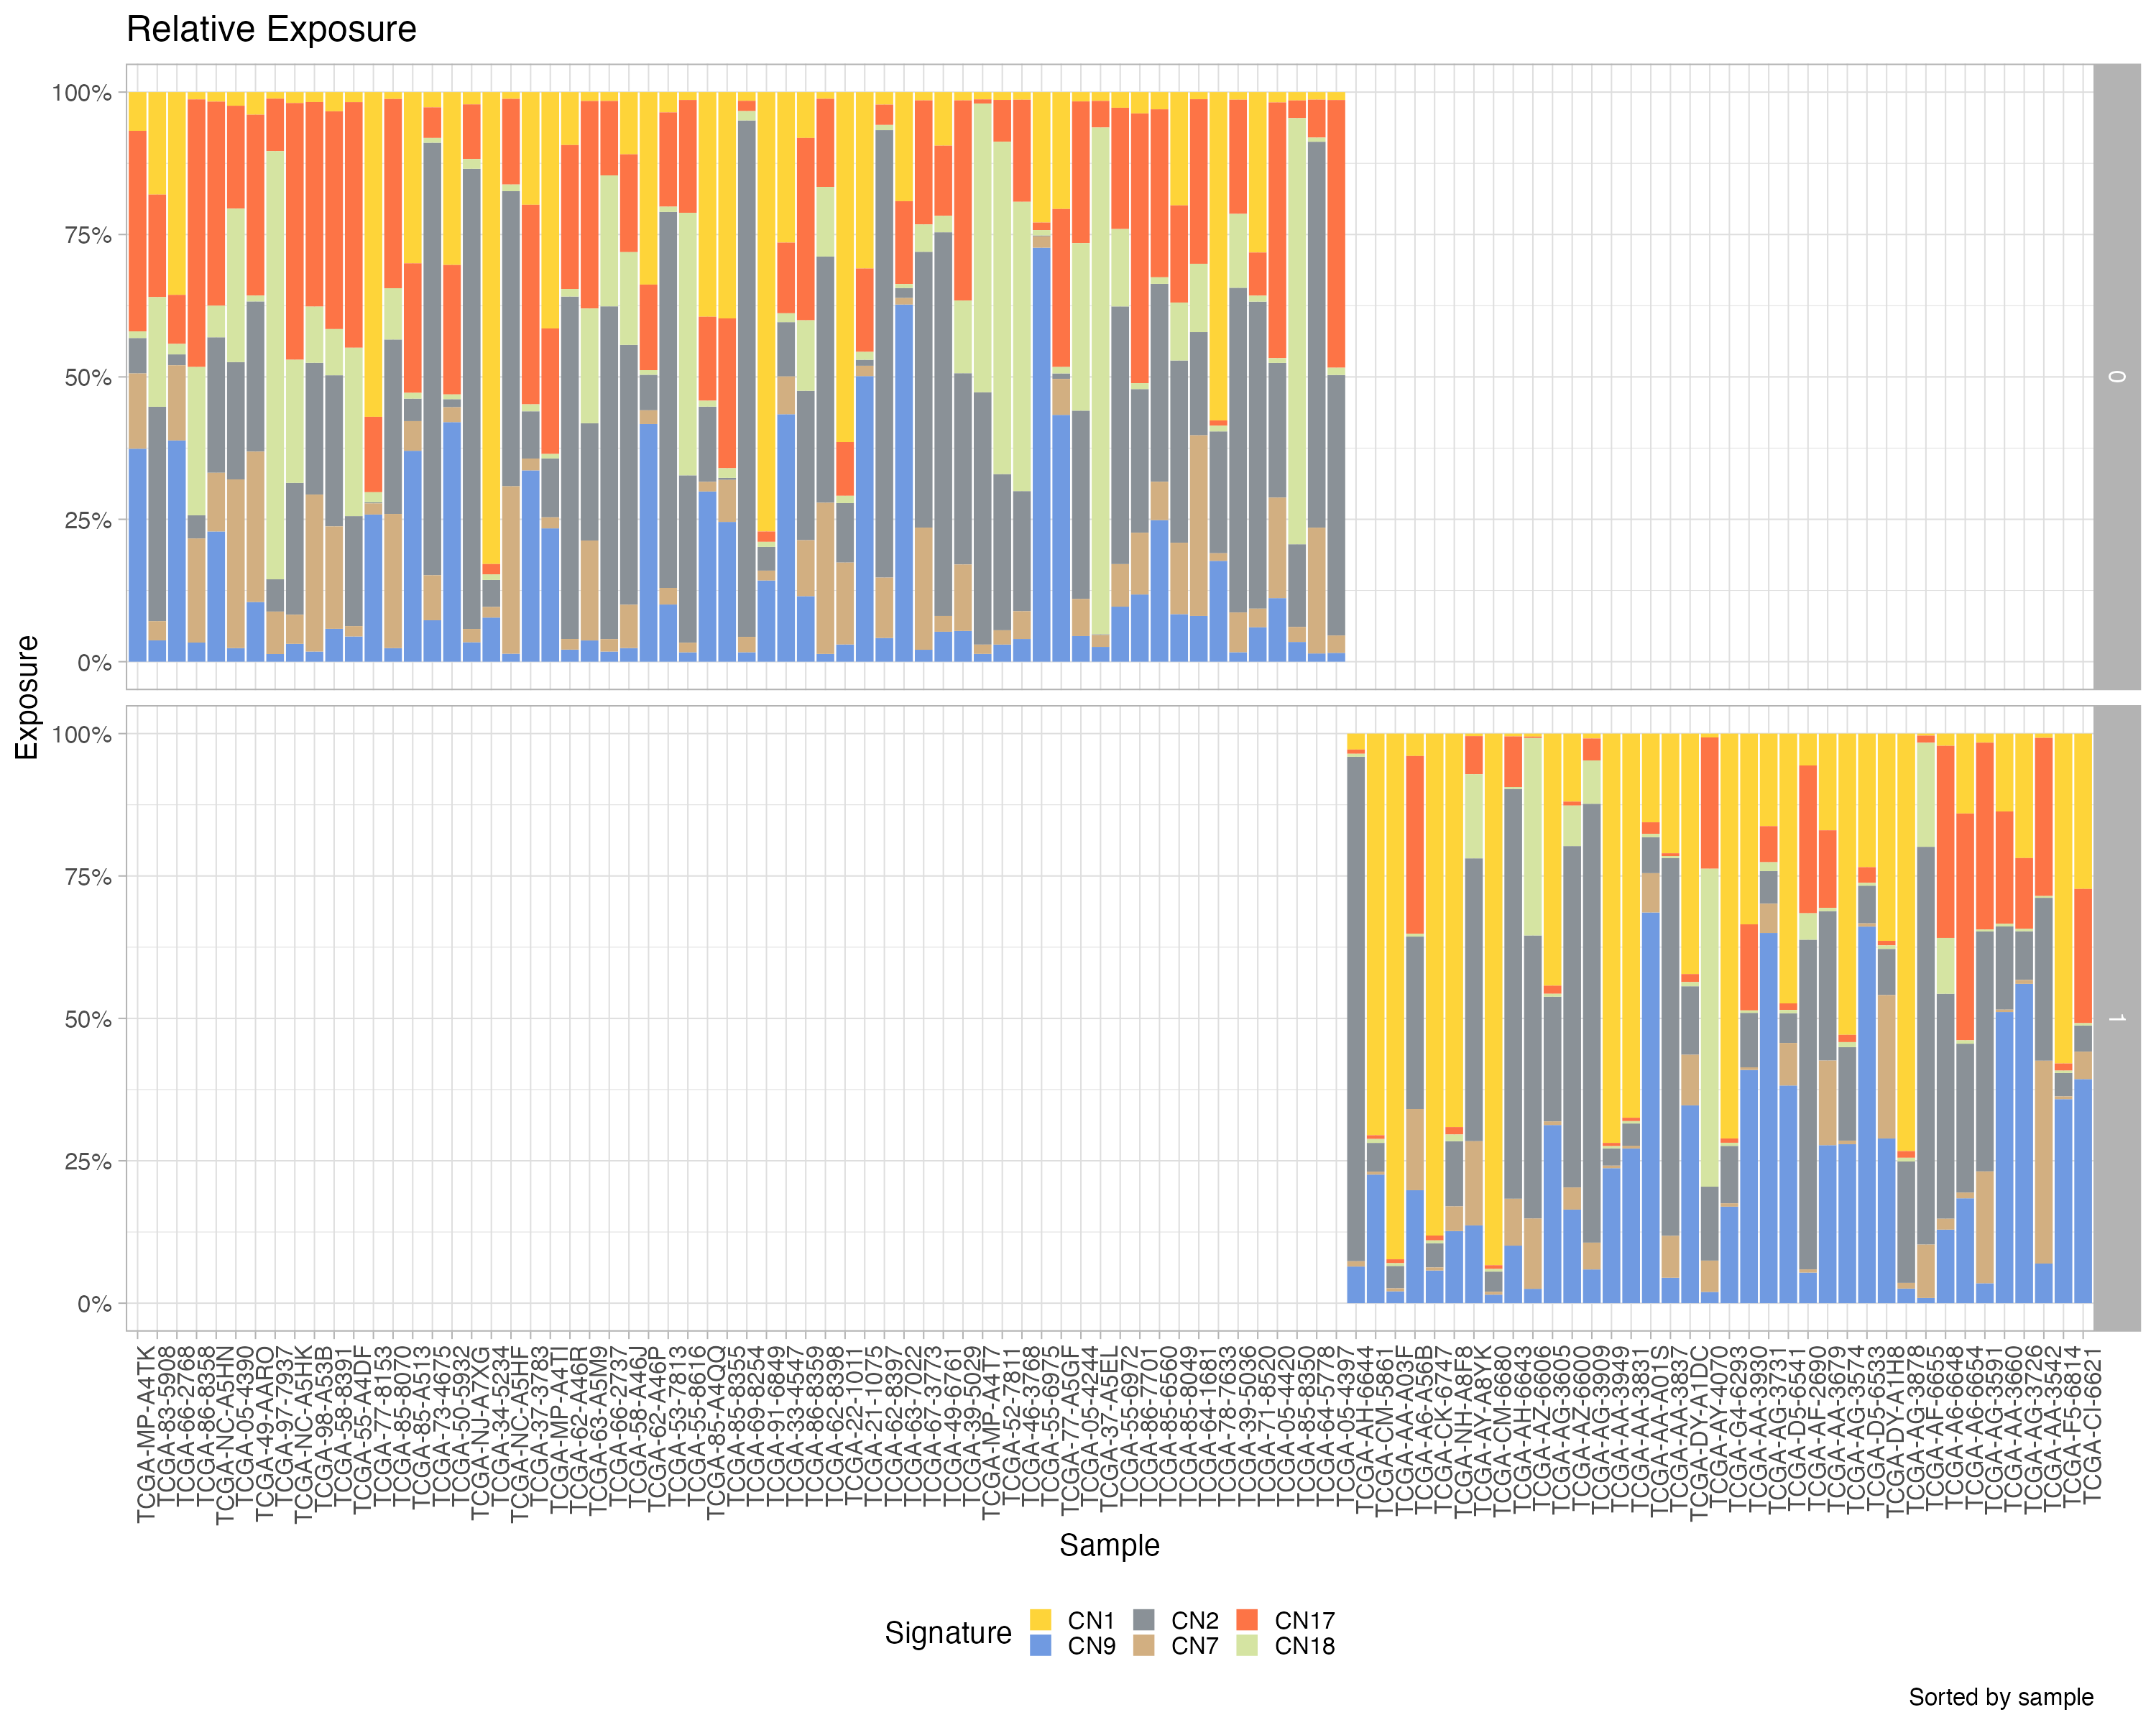 Relative Exposure
100%
75%
50%
25%
0%
0
Exposure
100%
75%
50%
25%
0%
1
TCGA-MP-A4TK
TCGA-83-5908
TCGA-66-2768
TCGA-86-8358
TCGA-NC-A5HN
TCGA-05-4390
TCGA-49-AARO
TCGA-97-7937
TCGA-NC-A5HK
TCGA-98-A53B
TCGA-58-8391
TCGA-55-A4DF
TCGA-77-8153
TCGA-85-8070
TCGA-85-A513
TCGA-73-4675
TCGA-50-5932
TCGA-NJ-A7XG
TCGA-34-5234
TCGA-NC-A5HF
TCGA-37-3783
TCGA-MP-A4TI
TCGA-62-A46R
TCGA-63-A5M9
TCGA-66-2737
TCGA-58-A46J
TCGA-62-A46P
TCGA-53-7813
TCGA-55-8616
TCGA-85-A4QQ
TCGA-85-8355
TCGA-69-8254
TCGA-91-6849
TCGA-33-4547
TCGA-86-8359
TCGA-62-8398
TCGA-22-1011
TCGA-21-1075
TCGA-62-8397
TCGA-63-7022
TCGA-67-3773
TCGA-49-6761
TCGA-39-5029
TCGA-MP-A4T7
TCGA-52-7811
TCGA-46-3768
TCGA-55-6975
TCGA-77-A5GF
TCGA-05-4244
TCGA-37-A5EL
TCGA-55-6972
TCGA-86-7701
TCGA-85-6560
TCGA-85-8049
TCGA-64-1681
TCGA-78-7633
TCGA-39-5036
TCGA-71-8520
TCGA-05-4420
TCGA-85-8350
TCGA-64-5778
TCGA-05-4397
TCGA-AH-6644
TCGA-CM-5861
TCGA-AA-A03F
TCGA-A6-A56B
TCGA-CK-6747
TCGA-NH-A8F8
TCGA-AY-A8YK
TCGA-CM-6680
TCGA-AH-6643
TCGA-AZ-6606
TCGA-AG-3605
TCGA-AZ-6600
TCGA-AG-3909
TCGA-AA-3949
TCGA-AA-3831
TCGA-AA-A01S
TCGA-AA-3837
TCGA-DY-A1DC
TCGA-AY-4070
TCGA-G4-6293
TCGA-AA-3930
TCGA-AG-3731
TCGA-D5-6541
TCGA-AF-2690
TCGA-AA-3679
TCGA-AG-3574
TCGA-D5-6533
TCGA-DY-A1H8
TCGA-AG-3878
TCGA-AF-6655
TCGA-A6-6648
TCGA-A6-6654
TCGA-AG-3591
TCGA-AA-3660
TCGA-AG-3726
TCGA-AA-3542
TCGA-F5-6814
TCGA-CI-6621
Sample
Signature
CN1 CN2 CN17
CN9 CN7 CN18
Sorted by sample